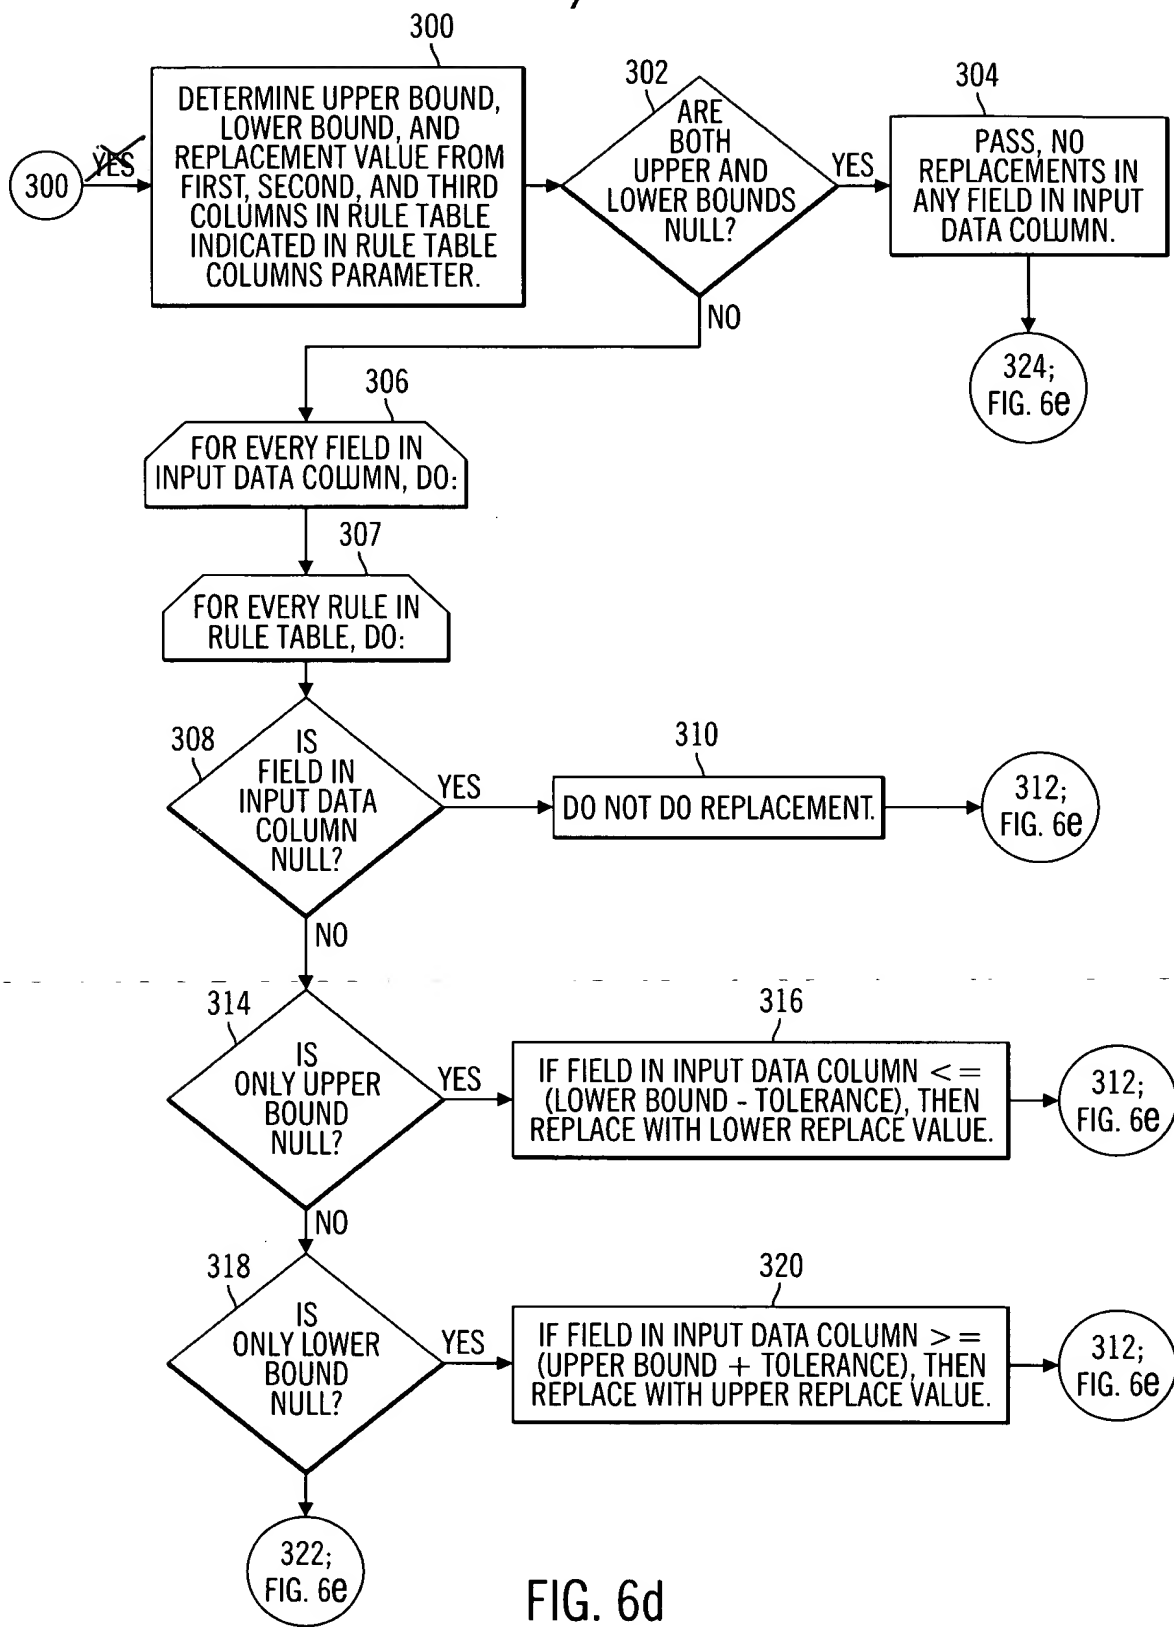 300
300
YES
DETERMINE UPPER BOUND,
LOWER BOUND, AND
REPLACEMENT VALUE FROM
FIRST, SECOND, AND THIRD
COLUMNS IN RULE TABLE
INDICATED IN RULE TABLE
COLUMNS PARAMETER.
302
ARE
BOTH
UPPER AND
LOWER BOUNDS
NULL?
YES
304
PASS, NO
REPLACEMENTS IN
ANY FIELD IN INPUT
DATA COLUMN.
NO
324;
FIG. 6e
306
FOR EVERY FIELD IN
INPUT DATA COLUMN, DO:
307
FOR EVERY RULE IN
RULE TABLE, DO:
308
IS
FIELD IN
INPUT DATA
COLUMN
NULL?
YES
310
DO NOT DO REPLACEMENT.
312;
FIG. 6e
NO
314
IS
ONLY UPPER
BOUND
NULL?
YES
316
IF FIELD IN INPUT DATA COLUMN <=
(LOWER BOUND - TOLERANCE), THEN
REPLACE WITH LOWER REPLACE VALUE.
312;
FIG. 6e
NO
318
IS
ONLY LOWER
BOUND
NULL?
YES
320
IF FIELD IN INPUT DATA COLUMN >=
(UPPER BOUND + TOLERANCE), THEN
REPLACE WITH UPPER REPLACE VALUE.
312;
FIG. 6e
322;
FIG. 6e
FIG. 6d